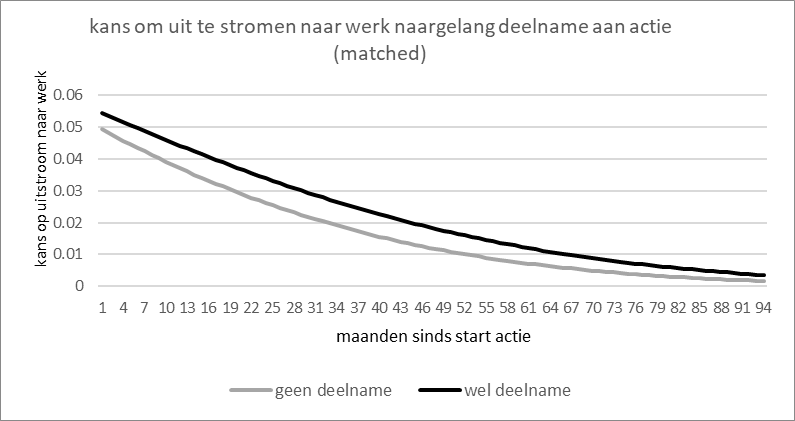 kans om uit te stromen naar werk naargelang deelname aan actie
(matched)
kans op uitstroom naar werk
0.06
0.05
0.04
0.03
0.02
0.01
0
1 4 7 10 13 16 19 22 25 28 31 34 37 40 43 46 49 52 55 58 61 64 67 70 73 76 79 82 85 88 91 94
maanden sinds start actie
geen deelname wel deelname